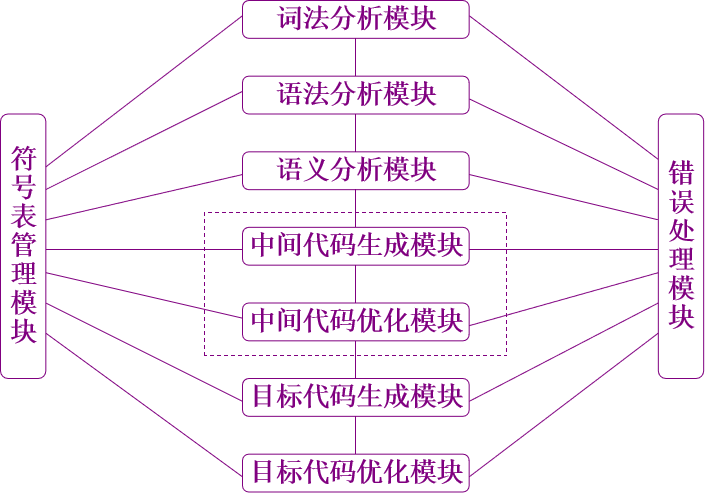 词法分析模块
语法分析模块
语义分析模块
中间代码生成模块
中间代码优化模块
目标代码生成模块
目标代码优化模块
符号表管理模块
错误处理模块